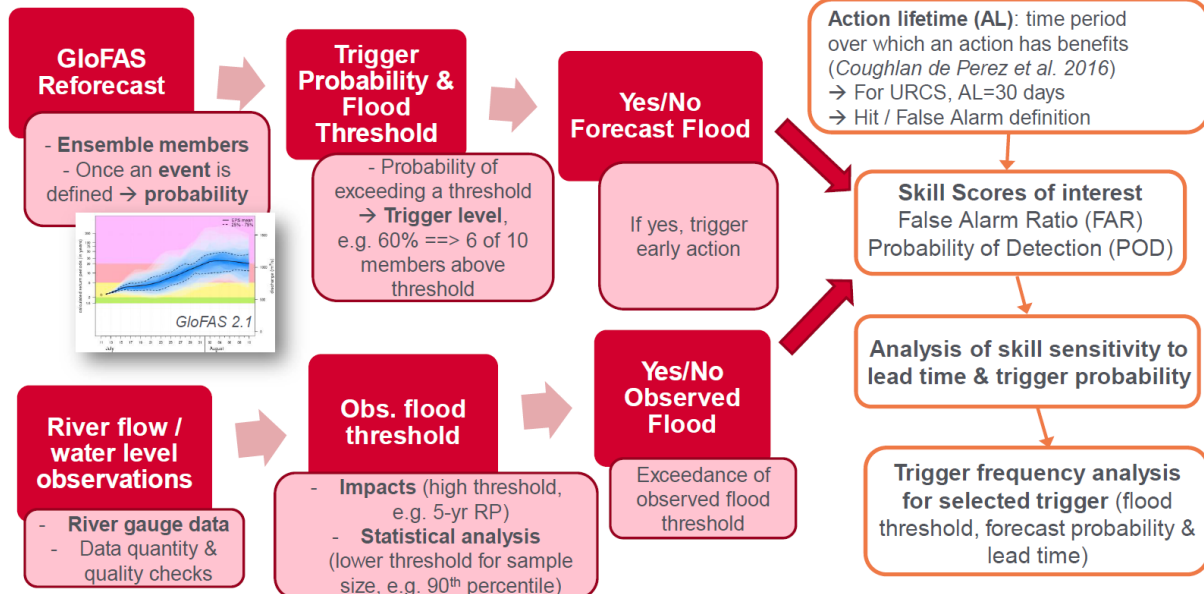 GloFAS
Reforecast
- Ensemble members
- Once an event is
defined → probability
GloFAS 2.1
July
August
Trigger
Probability &
Flood
Threshold
- Probability of
exceeding a threshold
→ Trigger level,
e.g. 60% ==> 6 of 10
members above
threshold
Yes/No
Forecast Flood
If yes, trigger
early action
Action lifetime (AL): time period
over which an action has benefits
(Coughlan de Perez et al. 2016)
→ For URCS, AL=30 days
→ Hit / False Alarm definition
Skill Scores of interest
False Alarm Ratio (FAR)
Probability of Detection (POD)
River flow /
water level
observations
- River gauge data
- Data quantity &
quality checks
Obs. flood
threshold
- Impacts (high threshold,
e.g. 5-yr RP)
- Statistical analysis
(lower threshold for sample
size, e.g. 90th percentile)
Yes/No
Observed
Flood
Exceedance of
observed flood
threshold
Analysis of skill sensitivity to
lead time & trigger probability
Trigger frequency analysis
for selected trigger (flood
threshold, forecast probability &
lead time)